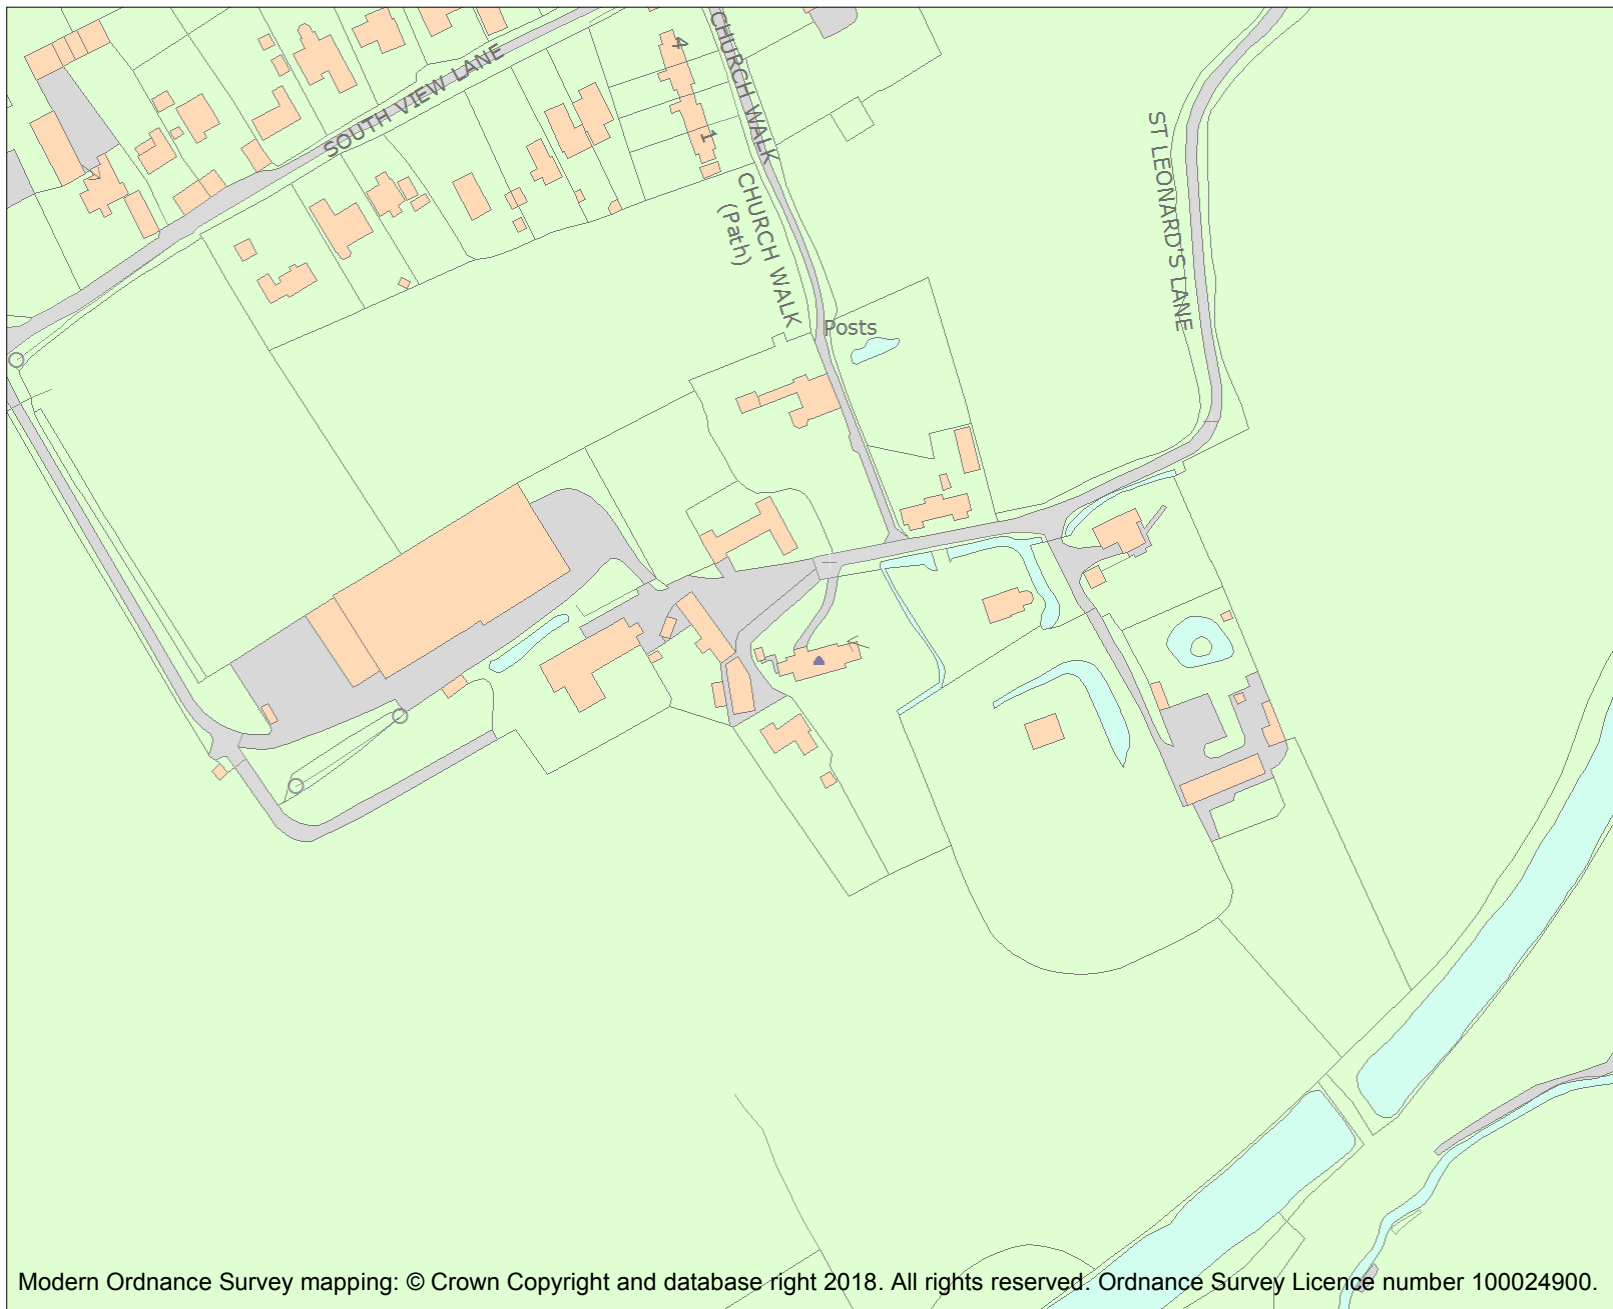 SOUTH VIEW LANE
4
1
CHURCH WALK
CHURCH WALK
(Path)
ST LEONARD'S LANE
Posts
Modern Ordnance Survey mapping: © Crown Copyright and database right 2018. All rights reserved. Ordnance Survey Licence number 100024900.